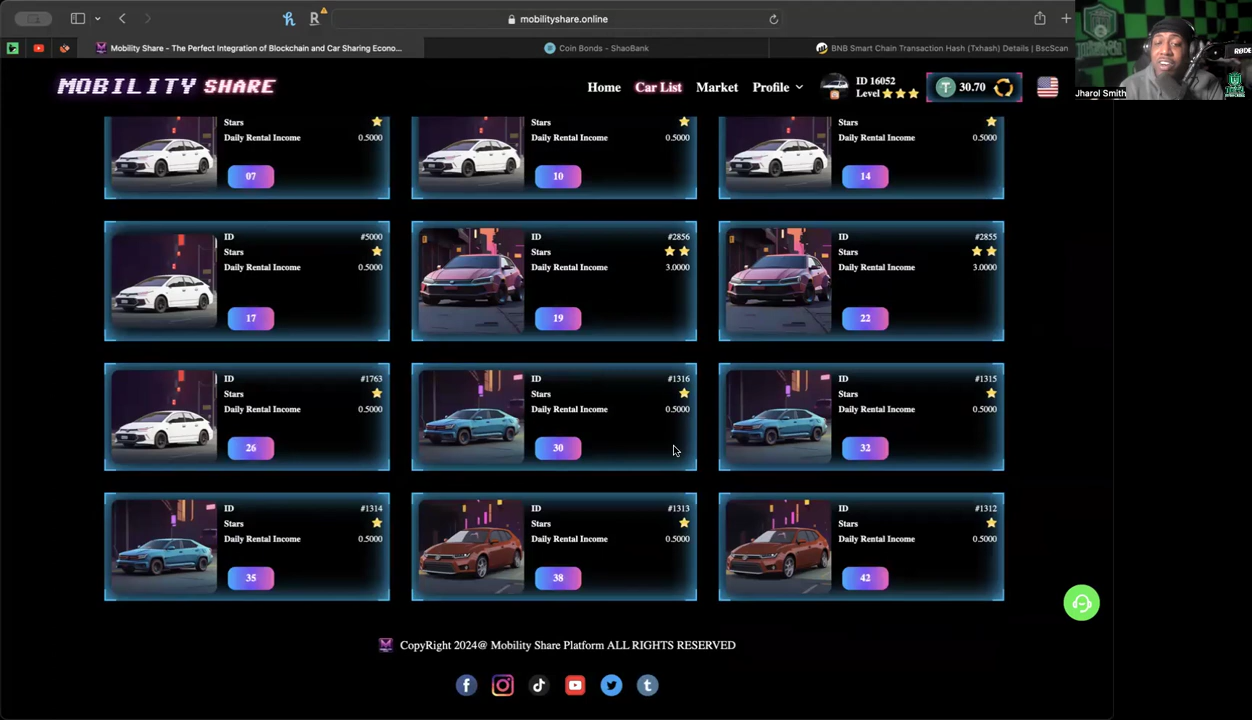 mobilityshare.online
Mobility Share - The Perfect Integration of Blockchain and Car Sharing Econo...
Coin Bonds - ShaoBank
BNB Smart Chain Transaction Hash (Txhash) Details | BscScan
RØDE
Jharol Smith
MOBILITY SHARE
Home
Car List
Market
Profile
ID 16052
Level
T 30.70
Stars
Daily Rental Income 0.5000
07
Stars
Daily Rental Income 0.5000
10
Stars
Daily Rental Income 0.5000
14
ID #5000
Stars
Daily Rental Income 0.5000
17
ID #2856
Stars
Daily Rental Income 3.0000
19
ID #2855
Stars
Daily Rental Income 3.0000
22
ID #1763
Stars
Daily Rental Income 0.5000
26
ID #1316
Stars
Daily Rental Income 0.5000
30
ID #1315
Stars
Daily Rental Income 0.5000
32
ID #1314
Stars
Daily Rental Income 0.5000
35
ID #1313
Stars
Daily Rental Income 0.5000
38
ID #1312
Stars
Daily Rental Income 0.5000
42
CopyRight 2024@ Mobility Share Platform ALL RIGHTS RESERVED